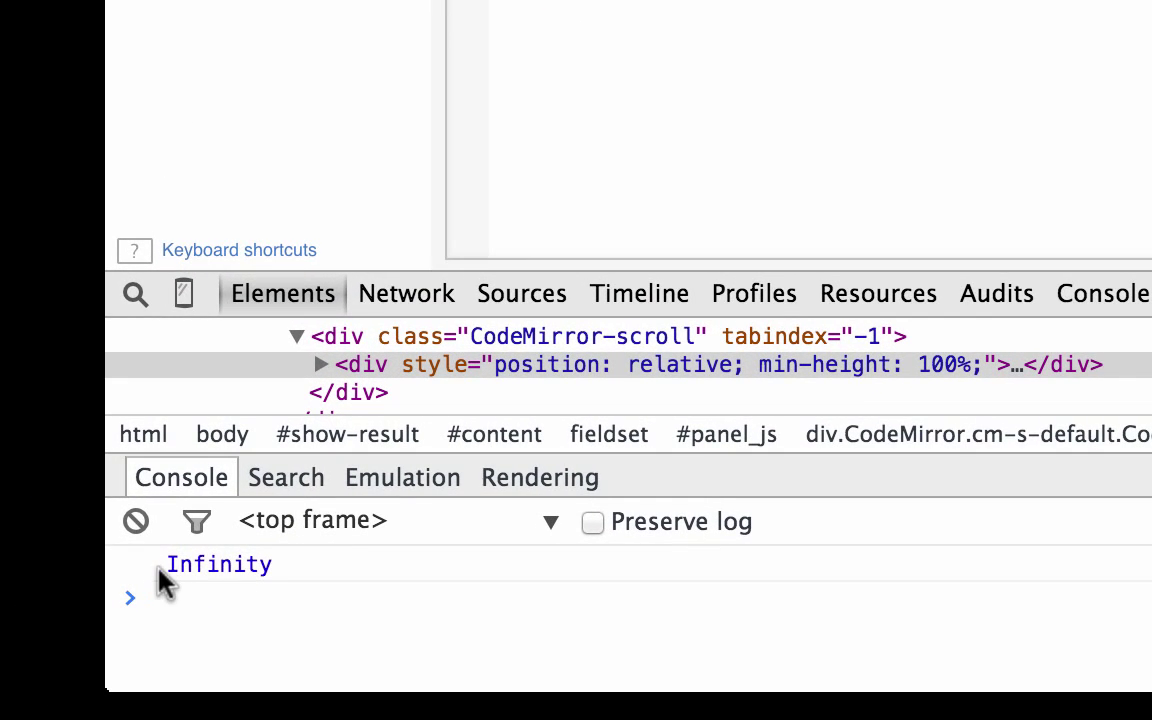 ? Keyboard shortcuts
Elements Network Sources Timeline Profiles Resources Audits Console
▼<div class="CodeMirror-scroll" tabindex="-1">
▶<div style="position: relative; min-height: 100%;">…</div>
</div>
html body #show-result #content fieldset #panel_js div.CodeMirror.cm-s-default.Co
Console Search Emulation Rendering
<top frame> ▼ Preserve log
Infinity
>